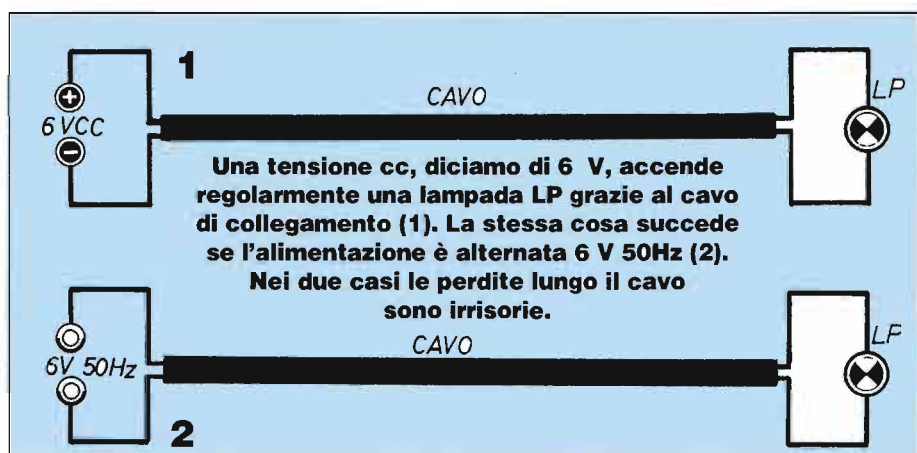 1
CAVO
LP
+
6 VCC
−
Una tensione cc, diciamo di 6 V, accende
regolarmente una lampada LP grazie al cavo
di collegamento (1). La stessa cosa succede
se l'alimentazione è alternata 6 V 50Hz (2).
Nei due casi le perdite lungo il cavo
sono irrisorie.
CAVO
LP
6V 50Hz
2